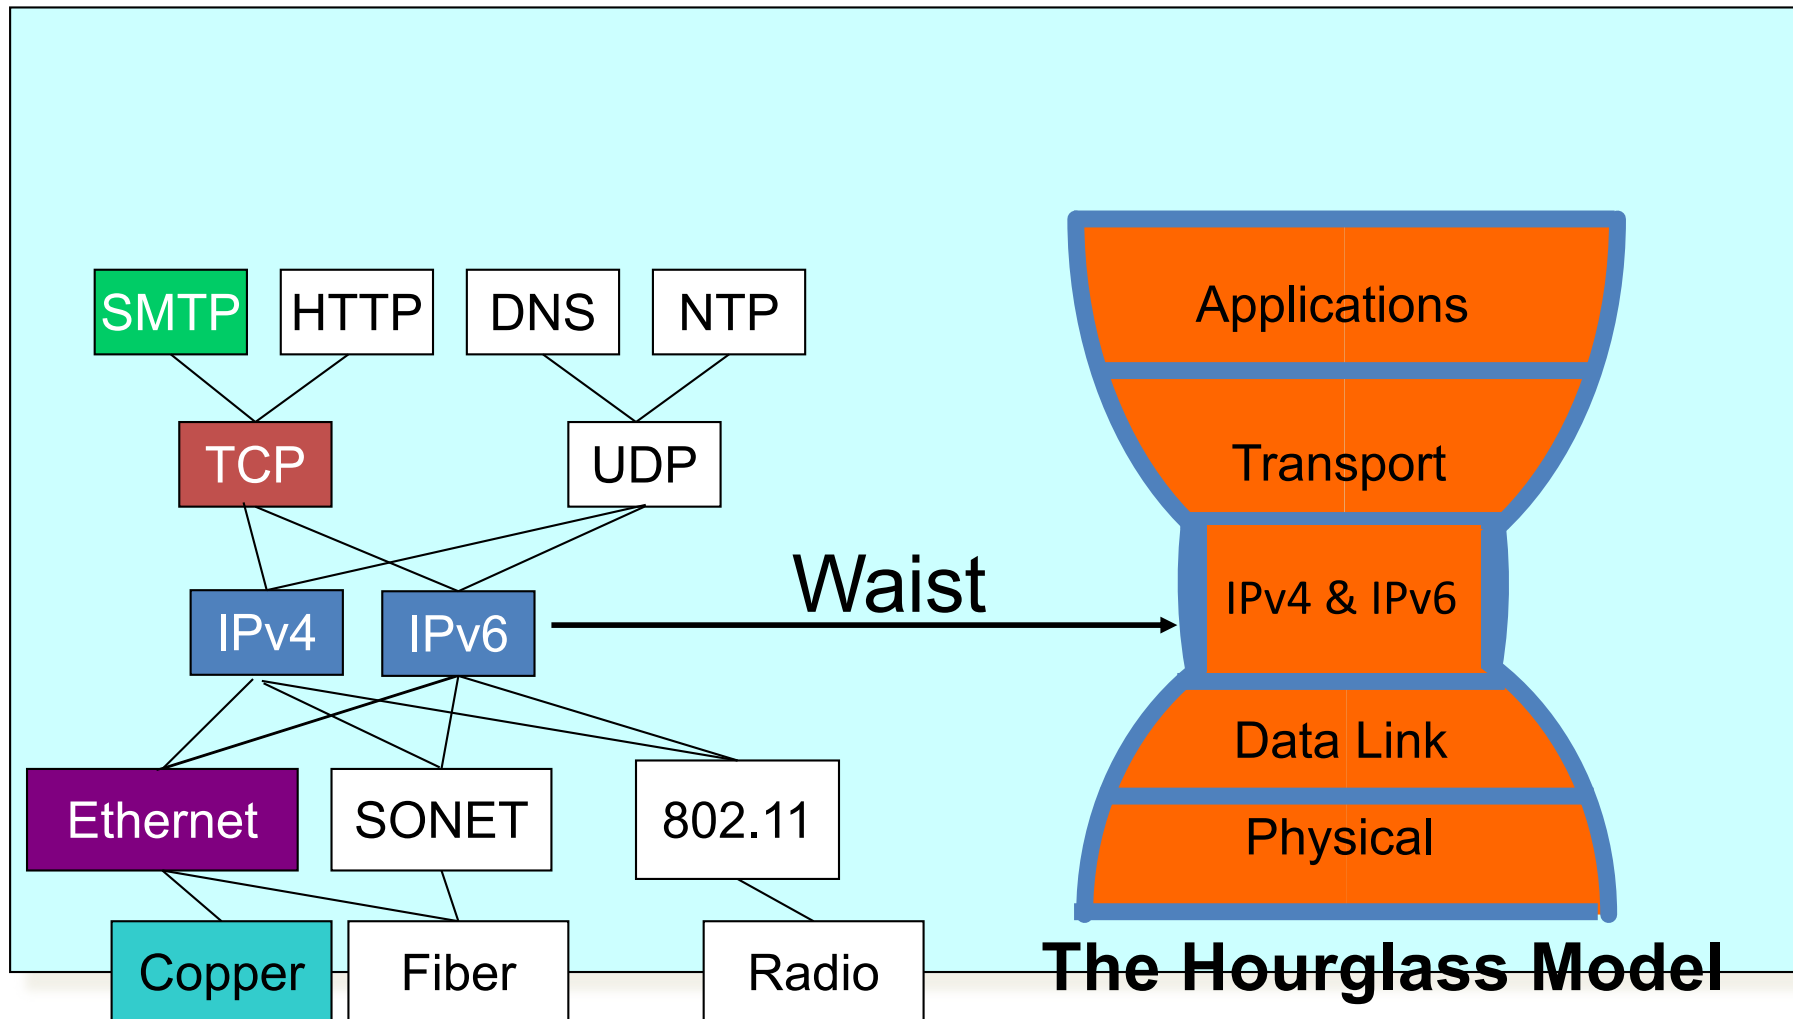 SMTP
HTTP
DNS
NTP
TCP
UDP
IPv4
IPv6
Ethernet
SONET
802.11
Copper
Fiber
Radio
Waist
Applications
Transport
IPv4 & IPv6
Data Link
Physical
The Hourglass Model